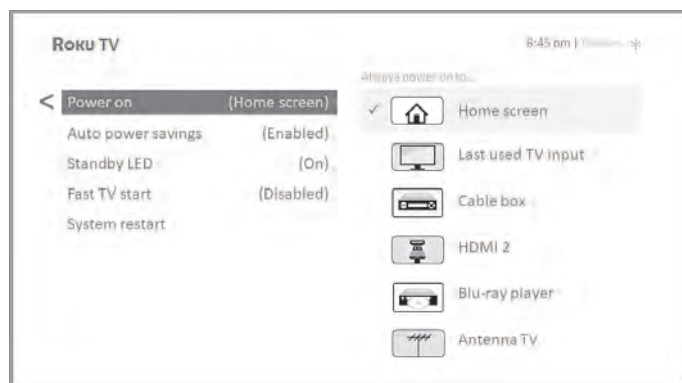 Roku TV
8:45 pm | Options
Always power on to...
Power on (Home screen)
Auto power savings (Enabled)
Standby LED (On)
Fast TV start (Disabled)
System restart
Home screen
Last used TV input
Cable box
HDMI 2
Blu-ray player
Antenna TV